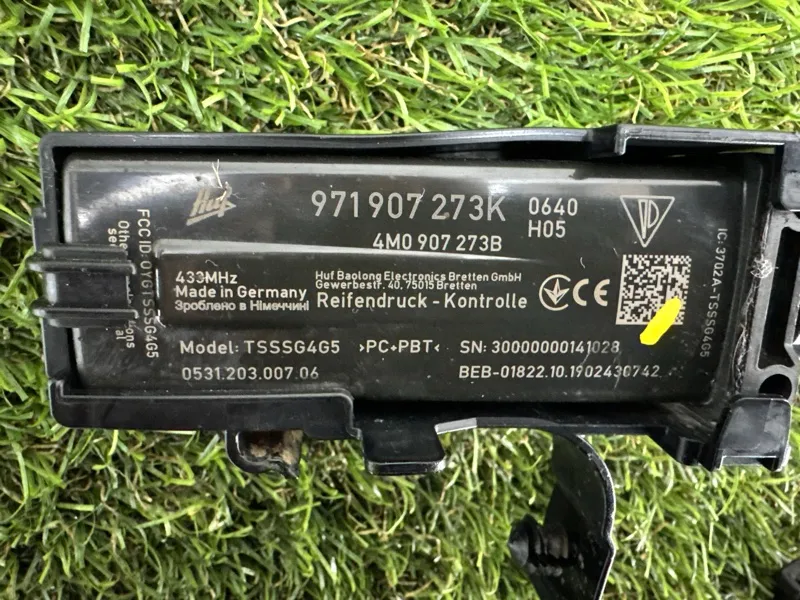 Huf
971 907 273K
0640
H05
4M0 907 273B
433MHz
Made in Germany
Зроблено в Німеччині
Huf Baolong Electronics Bretten GmbH
Gewerbestr. 40, 75015 Bretten
Reifendruck - Kontrolle
CE
Model: TSSSG4G5
>PC+PBT<
SN: 30000000141028
0531.203.007.06
BEB-01822.10.1902430742
FCC ID: OYGTSSSG4G5
IC: 3702A-TSSSG4G5